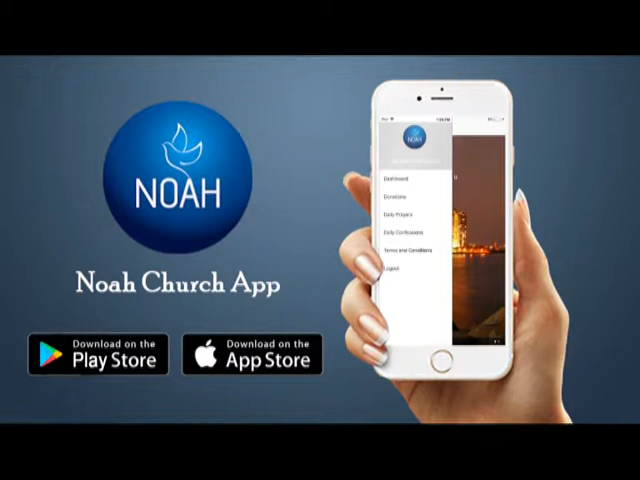 NOAH
Noah Church App
Download on the
Play Store
Download on the
App Store
NOAH
Dashboard
Donations
Daily Prayers
Daily Confessions
Terms and Conditions
Logout